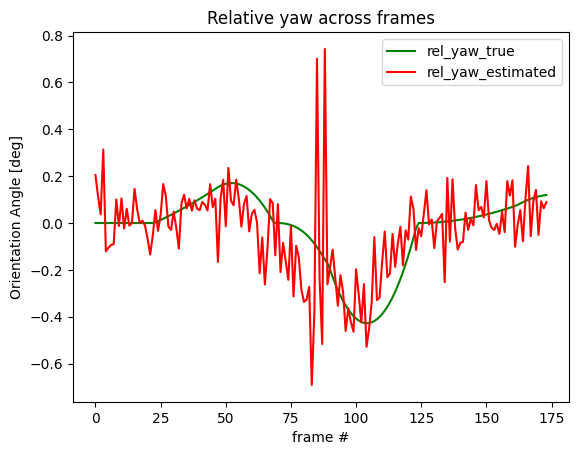 Relative yaw across frames
rel_yaw_true
rel_yaw_estimated
Orientation Angle [deg]
0.8
0.6
0.4
0.2
0.0
−0.2
−0.4
−0.6
0 25 50 75 100 125 150 175
frame #